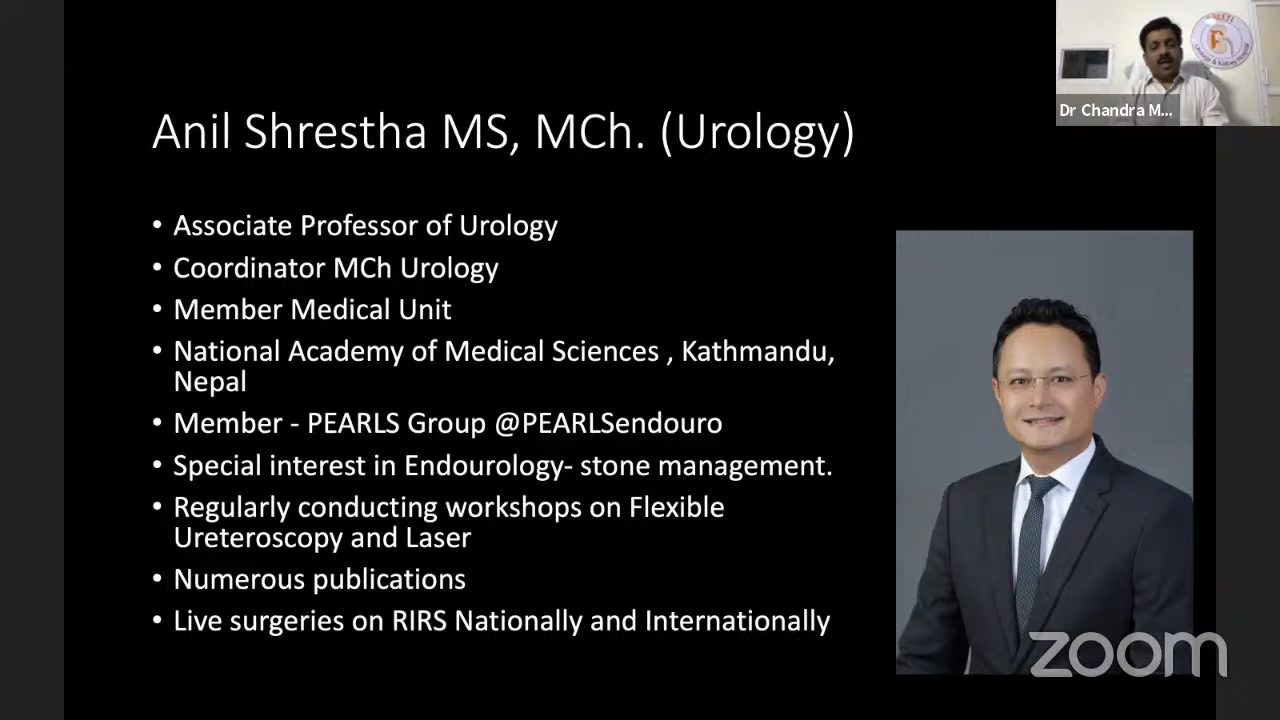 Anil Shrestha MS, MCh. (Urology)
• Associate Professor of Urology
• Coordinator MCh Urology
• Member Medical Unit
• National Academy of Medical Sciences , Kathmandu,
Nepal
• Member - PEARLS Group @PEARLSendouro
• Special interest in Endourology- stone management.
• Regularly conducting workshops on Flexible
Ureteroscopy and Laser
• Numerous publications
• Live surgeries on RIRS Nationally and Internationally
Dr Chandra M...
zoom